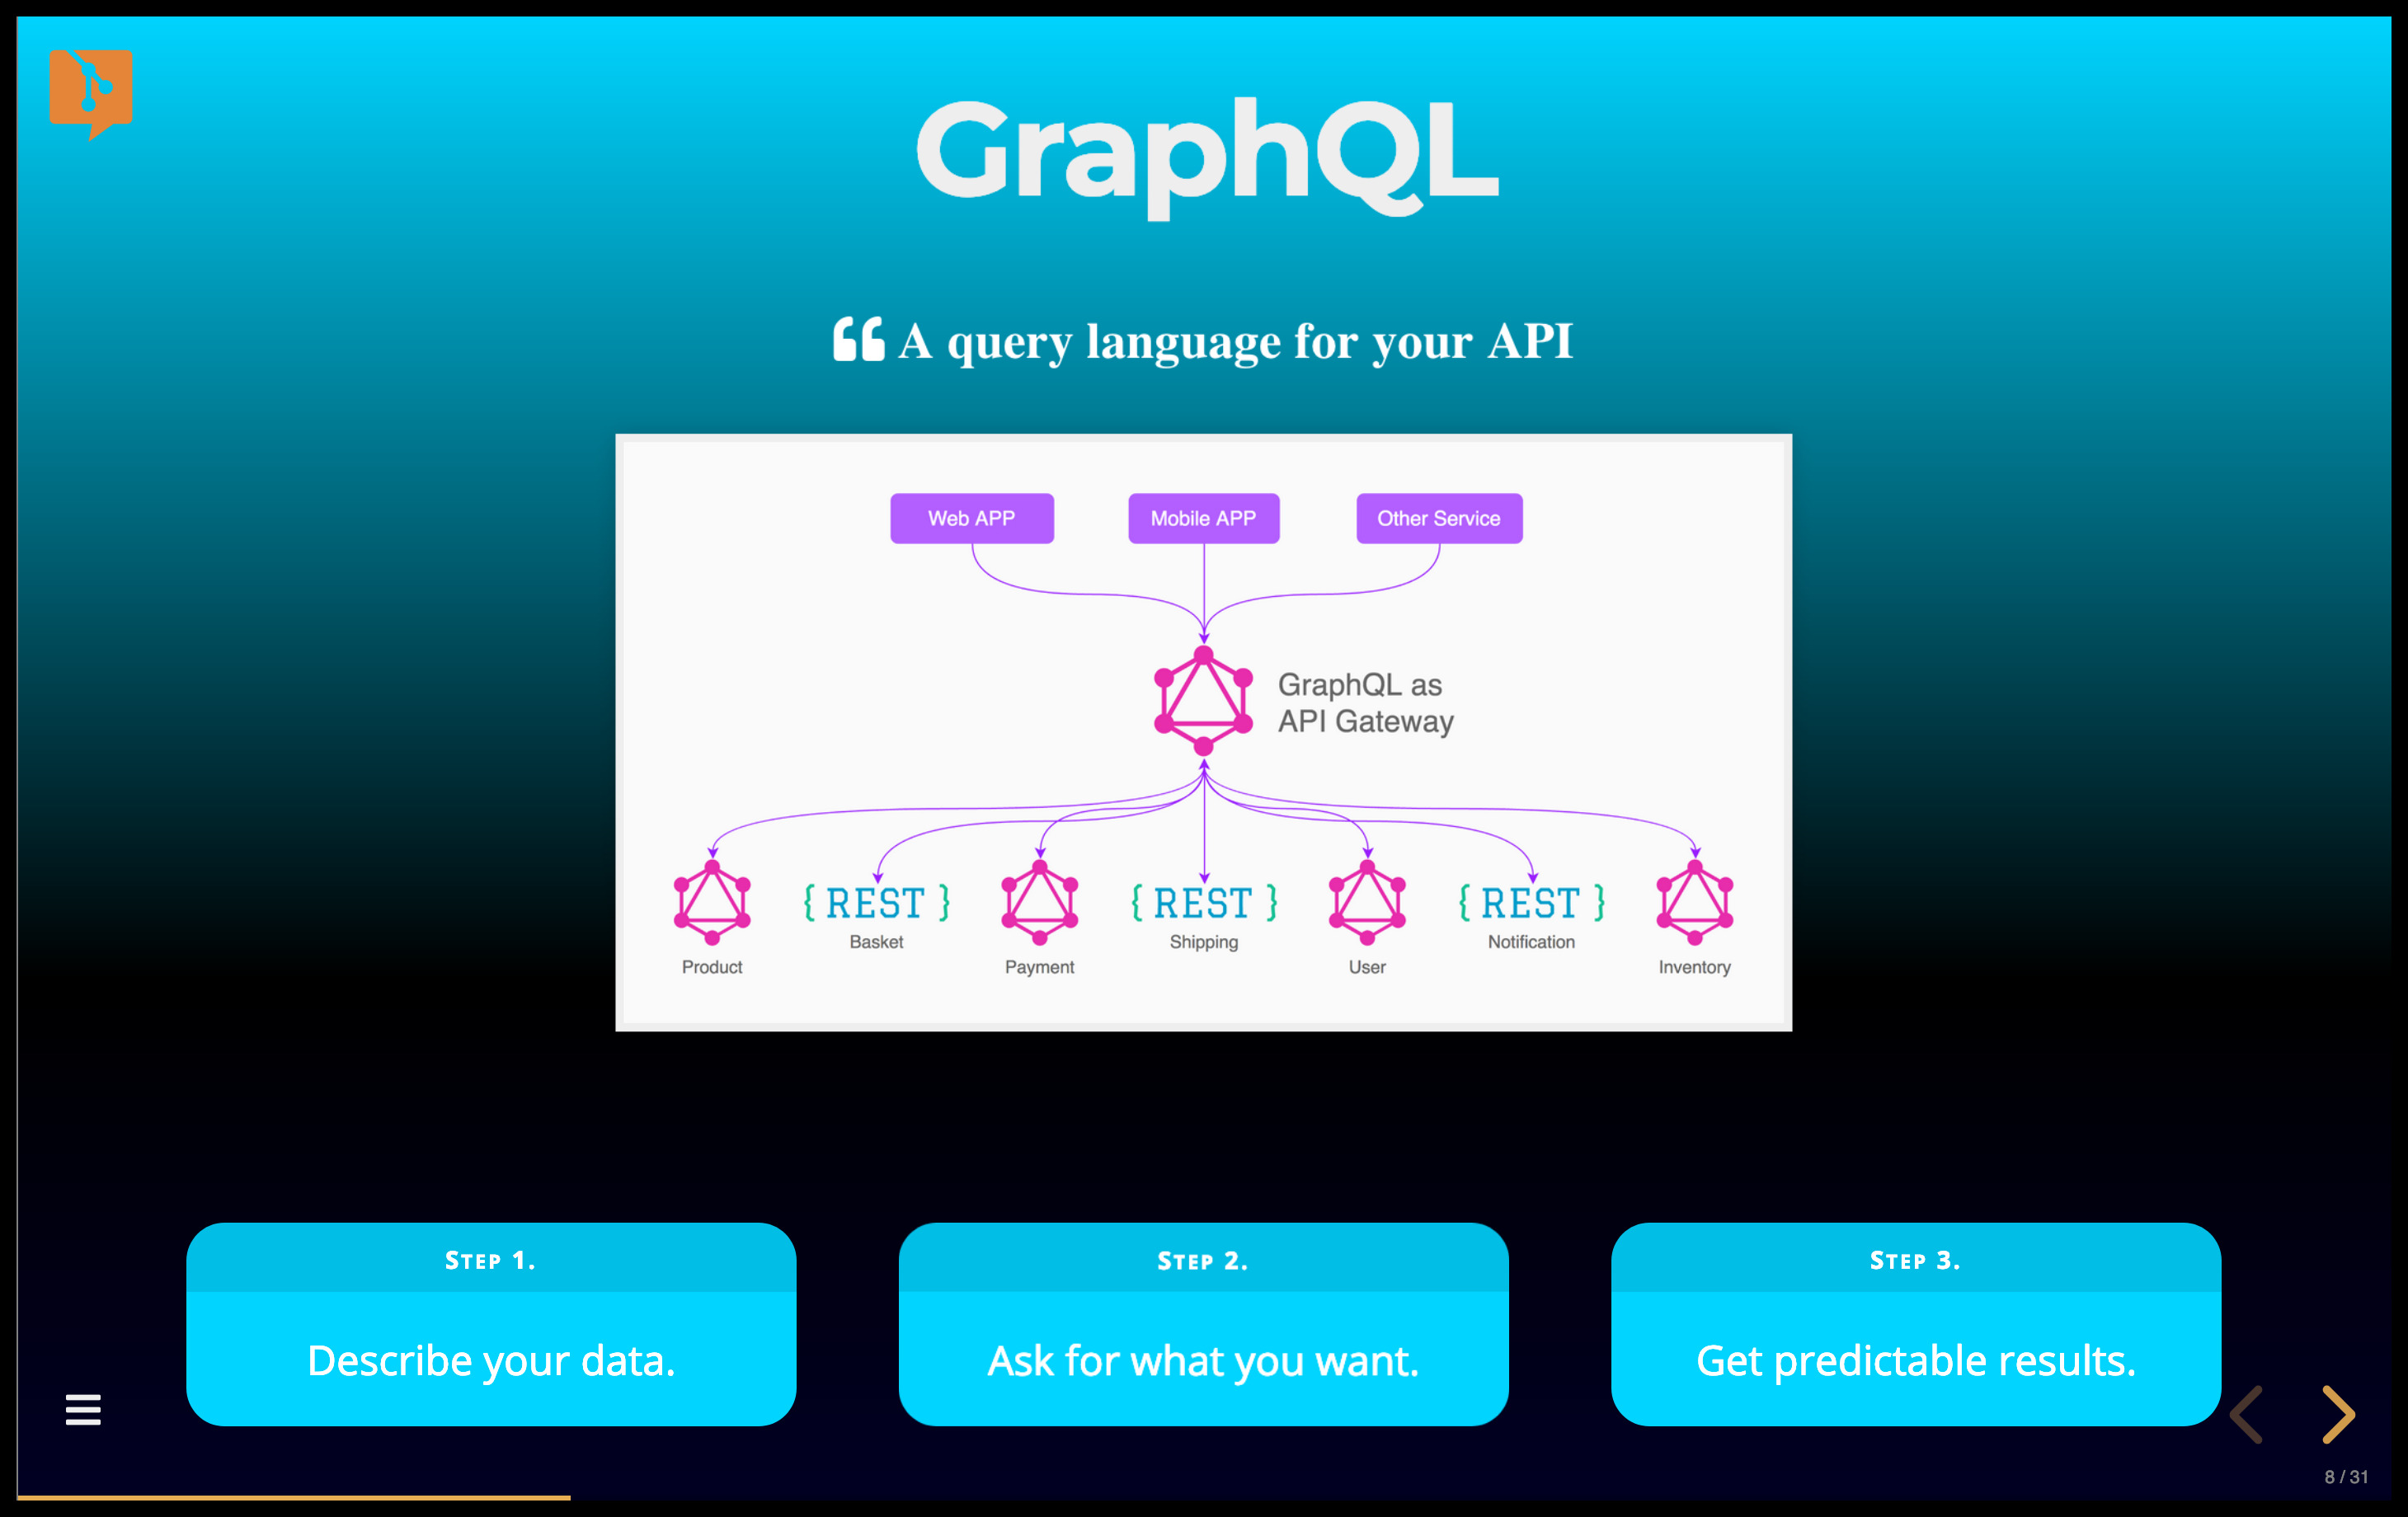 GraphQL
“ A query language for your API
Web APP
Mobile APP
Other Service
GraphQL as
API Gateway
{ REST }
{ REST }
{ REST }
Basket
Shipping
Notification
Product
Payment
User
Inventory
STEP 1.
Describe your data.
STEP 2.
Ask for what you want.
STEP 3.
Get predictable results.
8 / 31